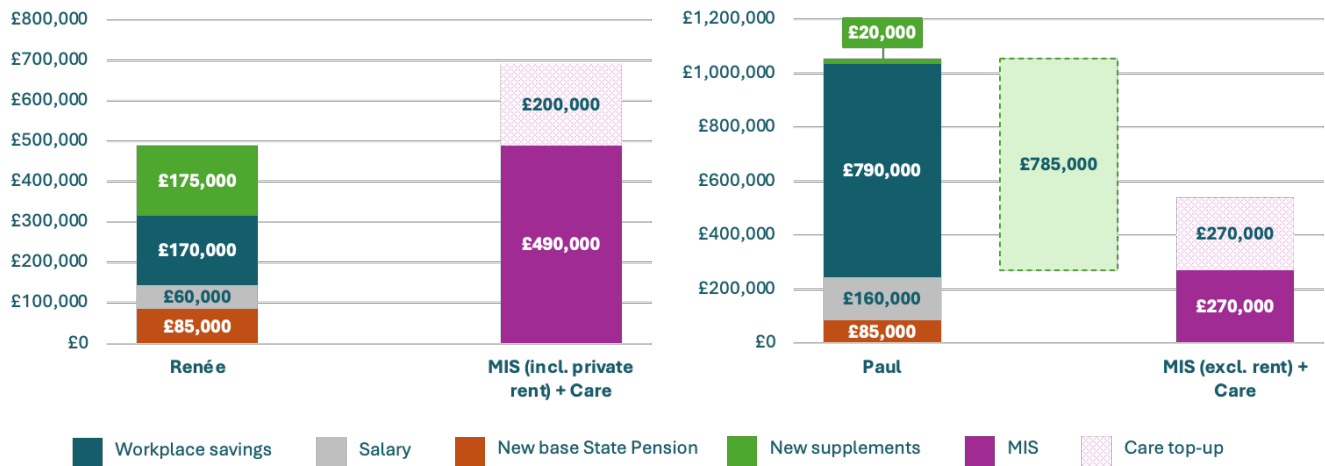 £800,000
£700,000
£600,000
£500,000
£400,000
£300,000
£200,000
£100,000
£0
£175,000
£170,000
£60,000
£85,000
£200,000
£490,000
Renée
MIS (incl. private
rent) + Care
£1,200,000
£1,000,000
£800,000
£600,000
£400,000
£200,000
£0
£20,000
£790,000
£160,000
£85,000
£785,000
£270,000
£270,000
Paul
MIS (excl. rent) +
Care
Workplace savings
Salary
New base State Pension
New supplements
MIS
Care top-up